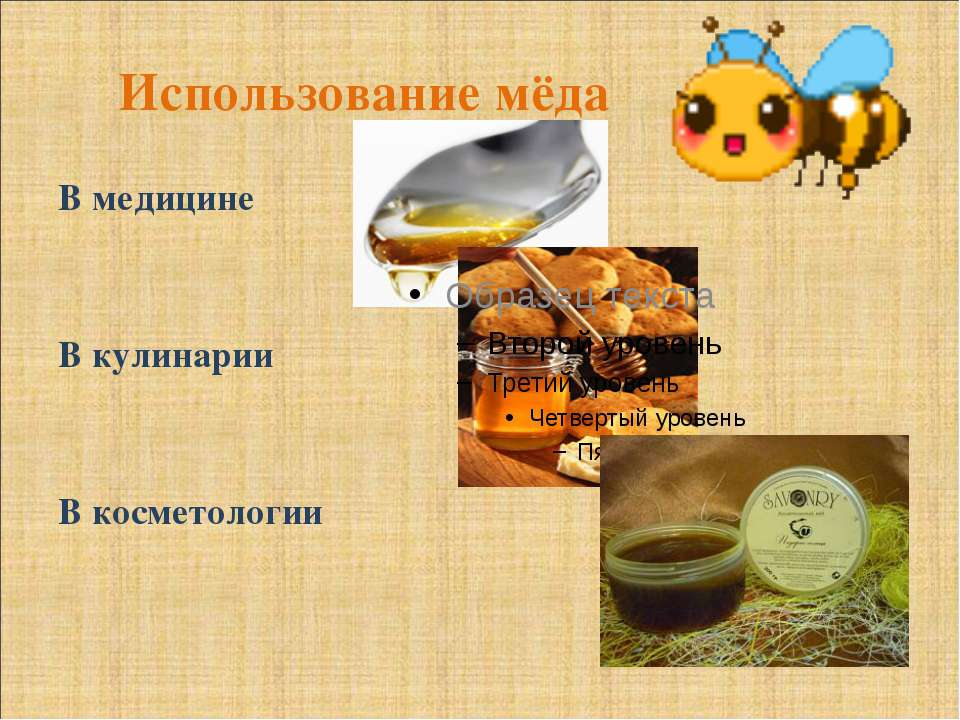 Использование мёда
В медицине
• Образец текста
– Второй уровень
В кулинарии
– Третий уровень
• Четвертый уровень
– Пя
SAVONRY
В косметологии